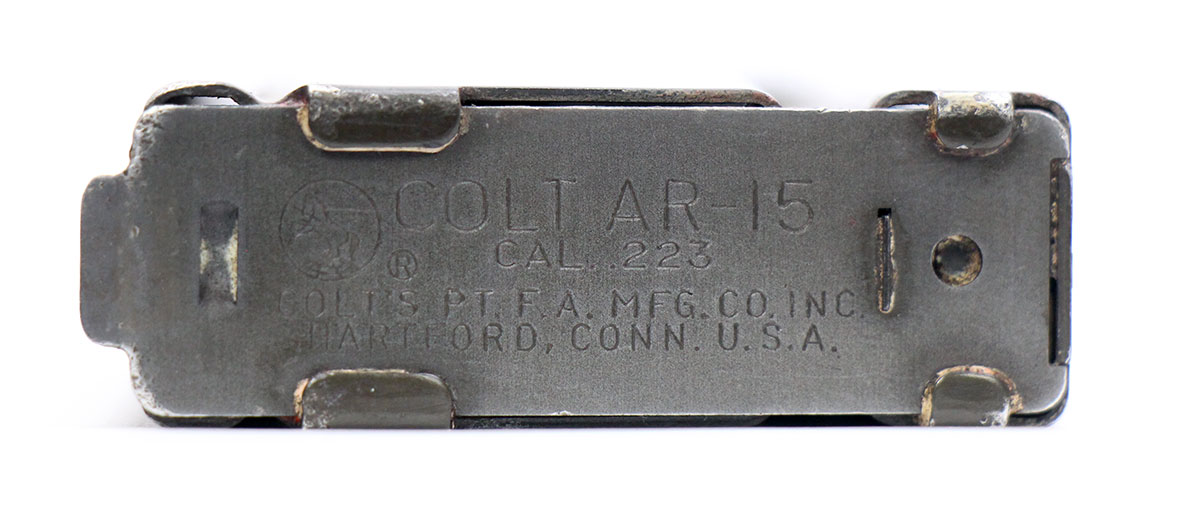 COLT AR-15
® CAL. .223
COLT'S PT. F. A. MFG. CO. INC.
HARTFORD, CONN. U.S.A.